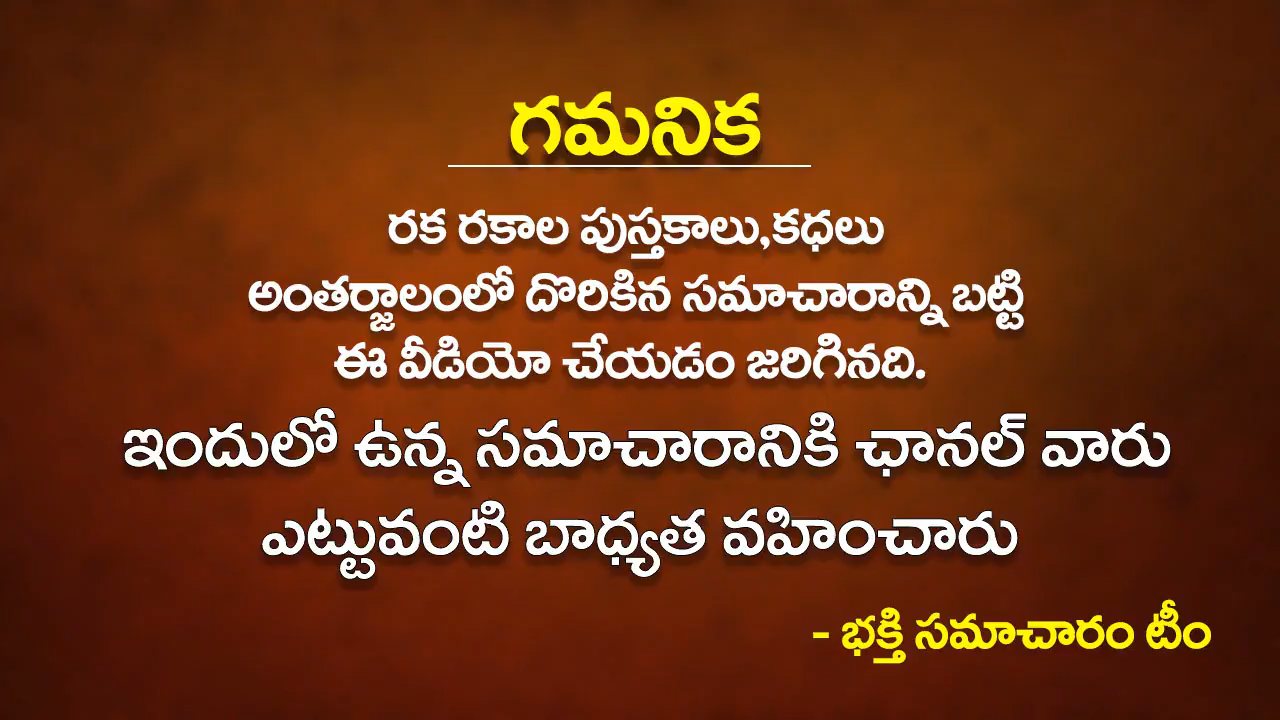 గమనిక
రక రకాల పుస్తకాలు,కధలు
అంతర్జాలంలో దొరికిన సమాచారాన్ని బట్టి
ఈ వీడియో చేయడం జరిగినది.
ఇందులో ఉన్న సమాచారానికి ఛానల్ వారు
ఎట్టువంటి బాధ్యత వహించారు
- భక్తి సమాచారం టీం